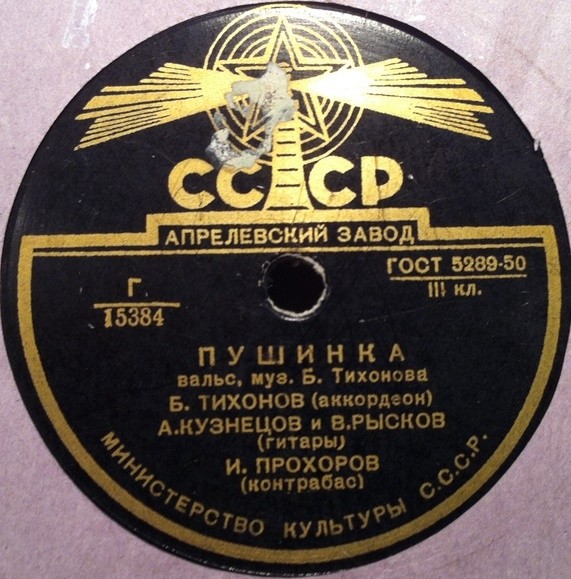 СССР
АПРЕЛЕВСКИЙ ЗАВОД
ГОСТ 5289-50
III кл.
Г
15384
ПУШИНКА
вальс, муз. Б. Тихонова
Б. ТИХОНОВ (аккордеон)
А.КУЗНЕЦОВ и В.РЫСКОВ
(гитары)
И. ПРОХОРОВ
(контрабас)
МИНИСТЕРСТВО КУЛЬТУРЫ С.С.С.Р.